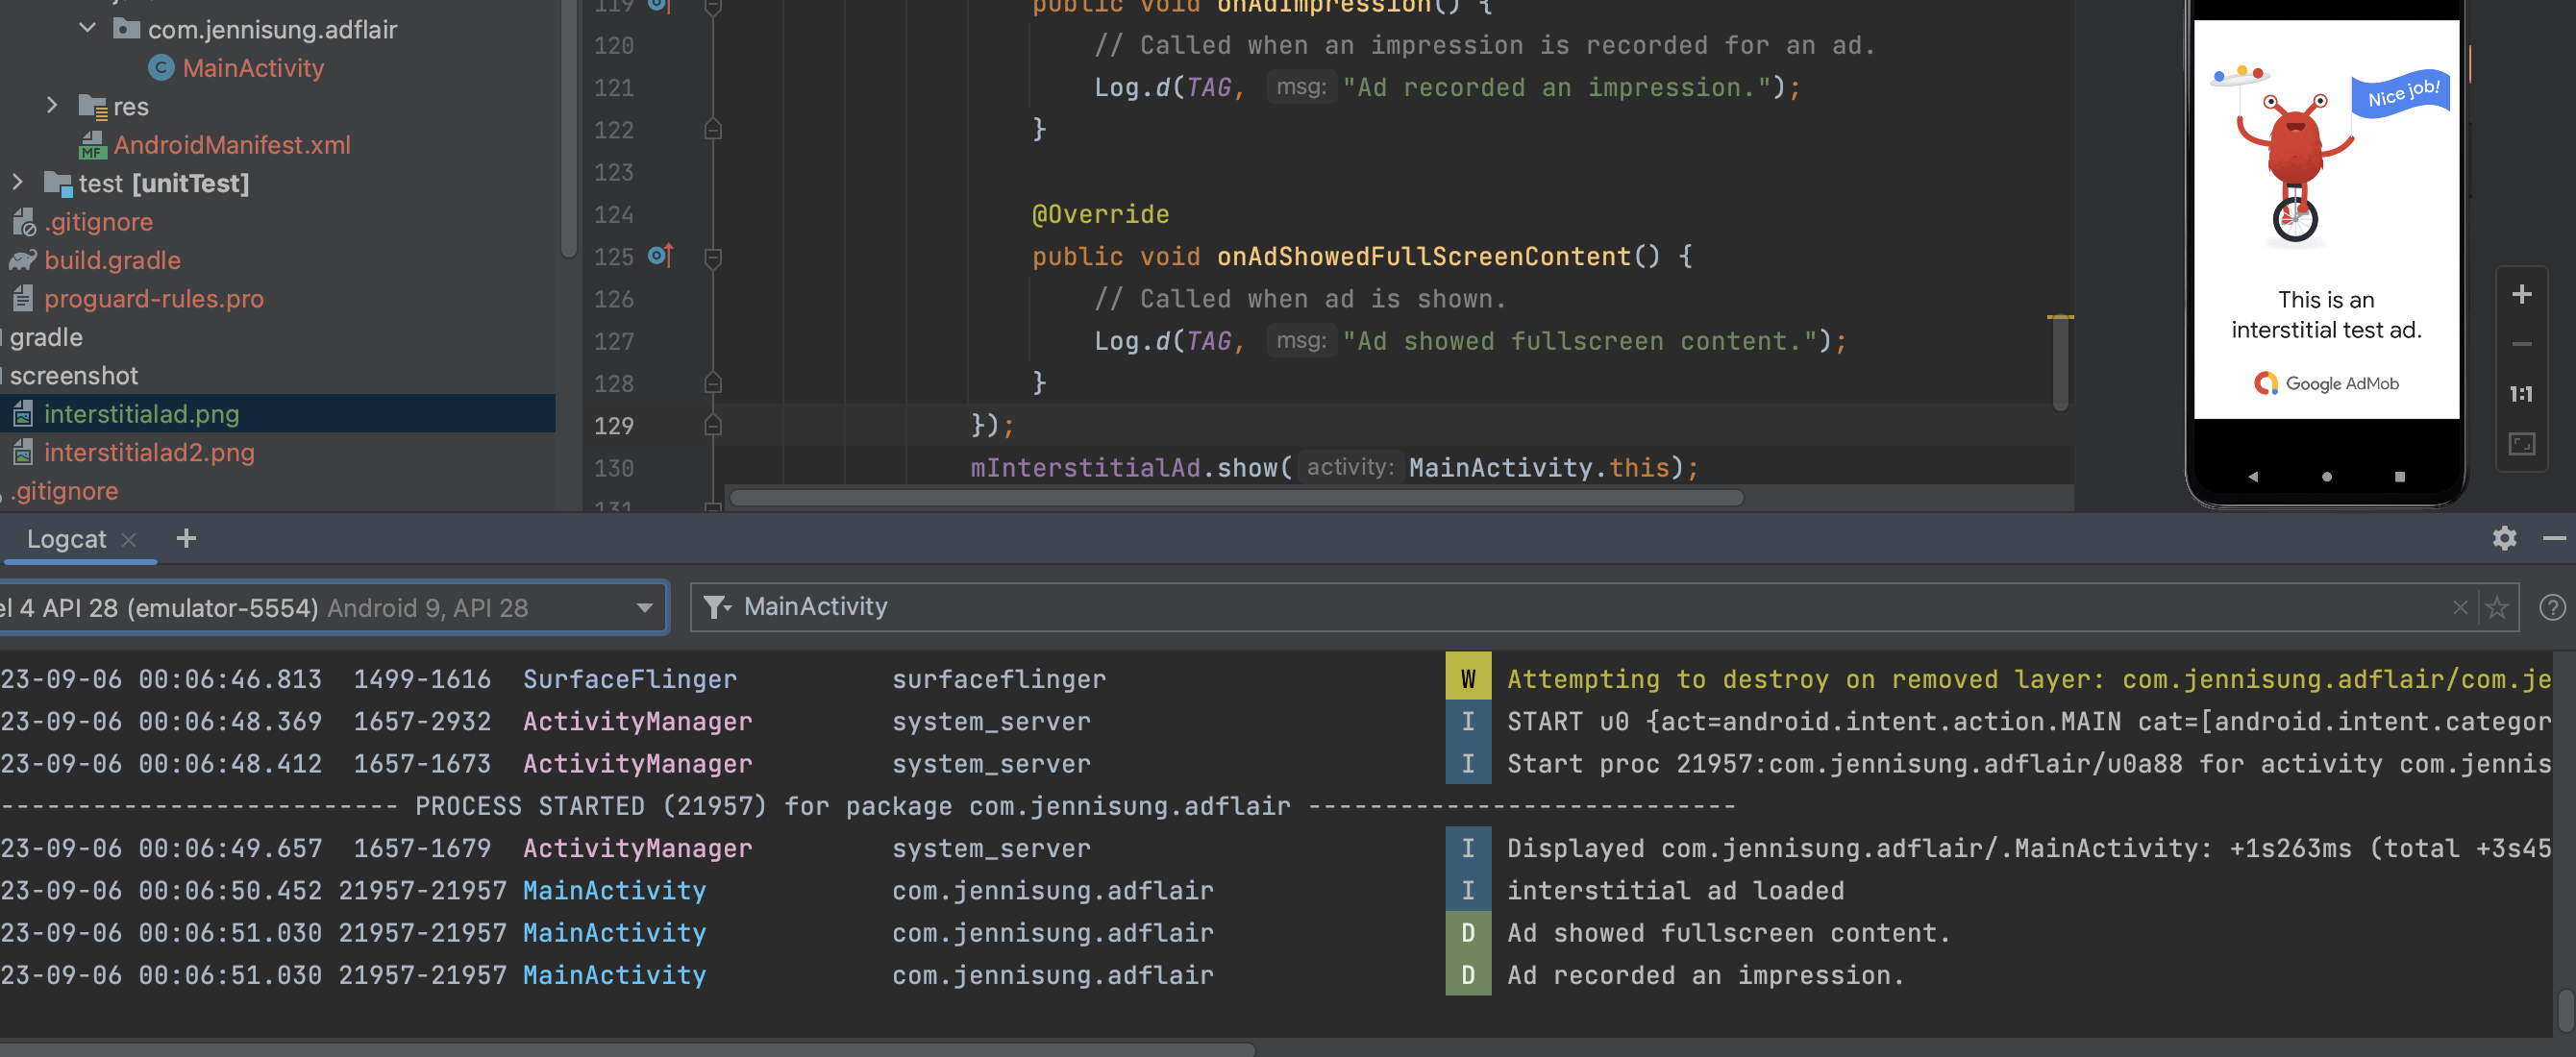 com.jennisung.adflair
MainActivity
res
AndroidManifest.xml
MF
test [unitTest]
.gitignore
build.gradle
proguard-rules.pro
gradle
screenshot
interstitialad.png
interstitialad2.png
.gitignore
119 public void onAdImpression() {
120 // Called when an impression is recorded for an ad.
121 Log.d(TAG, msg: "Ad recorded an impression.");
122 }
123
124 @Override
125 public void onAdShowedFullScreenContent() {
126 // Called when ad is shown.
127 Log.d(TAG, msg: "Ad showed fullscreen content.");
128 }
129 });
130 mInterstitialAd.show( activity: MainActivity.this);
131
Nice job!
This is an
interstitial test ad.
Google AdMob
1:1
Logcat
el 4 API 28 (emulator-5554) Android 9, API 28
MainActivity
23-09-06 00:06:46.813 1499-1616 SurfaceFlinger surfaceflinger W Attempting to destroy on removed layer: com.jennisung.adflair/com.je
23-09-06 00:06:48.369 1657-2932 ActivityManager system_server I START u0 {act=android.intent.action.MAIN cat=[android.intent.categor
23-09-06 00:06:48.412 1657-1673 ActivityManager system_server I Start proc 21957:com.jennisung.adflair/u0a88 for activity com.jennis
--------------------------- PROCESS STARTED (21957) for package com.jennisung.adflair ----------------------------
23-09-06 00:06:49.657 1657-1679 ActivityManager system_server I Displayed com.jennisung.adflair/.MainActivity: +1s263ms (total +3s45
23-09-06 00:06:50.452 21957-21957 MainActivity com.jennisung.adflair I interstitial ad loaded
23-09-06 00:06:51.030 21957-21957 MainActivity com.jennisung.adflair D Ad showed fullscreen content.
23-09-06 00:06:51.030 21957-21957 MainActivity com.jennisung.adflair D Ad recorded an impression.